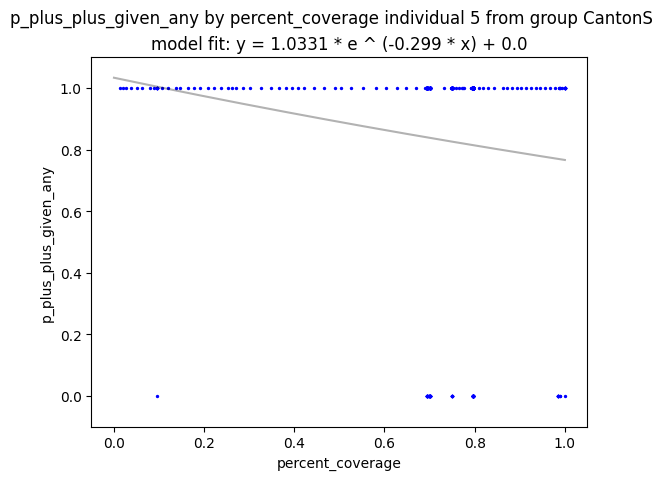 p_plus_plus_given_any by percent_coverage individual 5 from group CantonS
model fit: y = 1.0331 * e ^ (-0.299 * x) + 0.0
p_plus_plus_given_any
1.0
0.8
0.6
0.4
0.2
0.0
0.0 0.2 0.4 0.6 0.8 1.0
percent_coverage